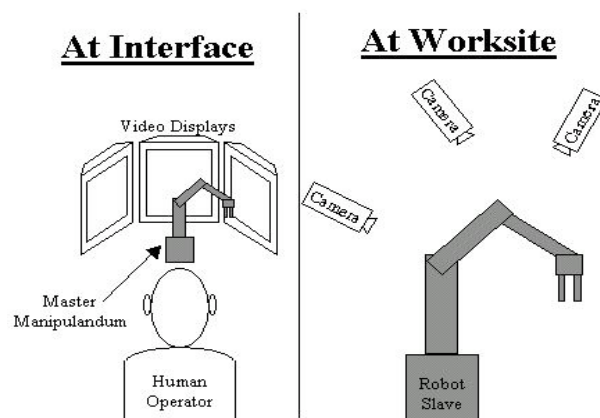 At Interface
Video Displays
Master
Manipulandum
Human
Operator
At Worksite
Camera
Camera
Camera
Robot
Slave